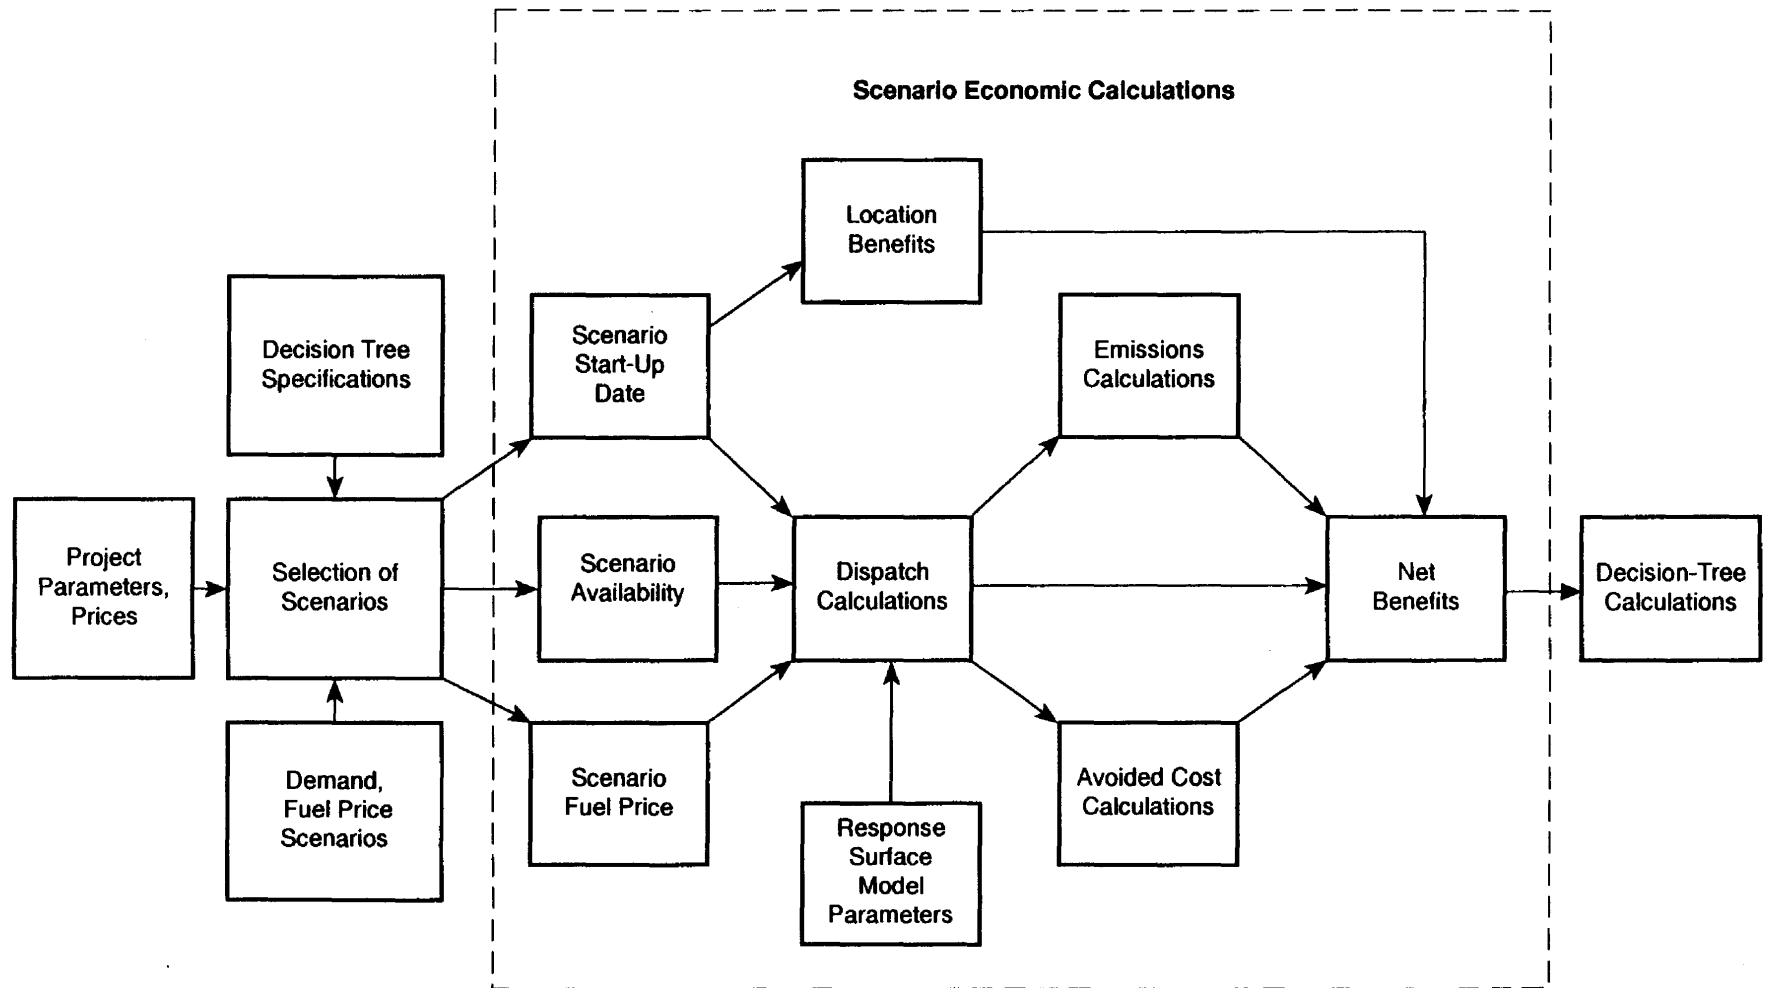 Scenario Economic Calculations
Location
Benefits
Decision Tree
Specifications
Scenario
Start-Up
Date
Emissions
Calculations
Project
Parameters,
Prices
Selection of
Scenarios
Scenario
Availability
Dispatch
Calculations
Net
Benefits
Decision-Tree
Calculations
Demand,
Fuel Price
Scenarios
Scenario
Fuel Price
Response
Surface
Model
Parameters
Avoided Cost
Calculations